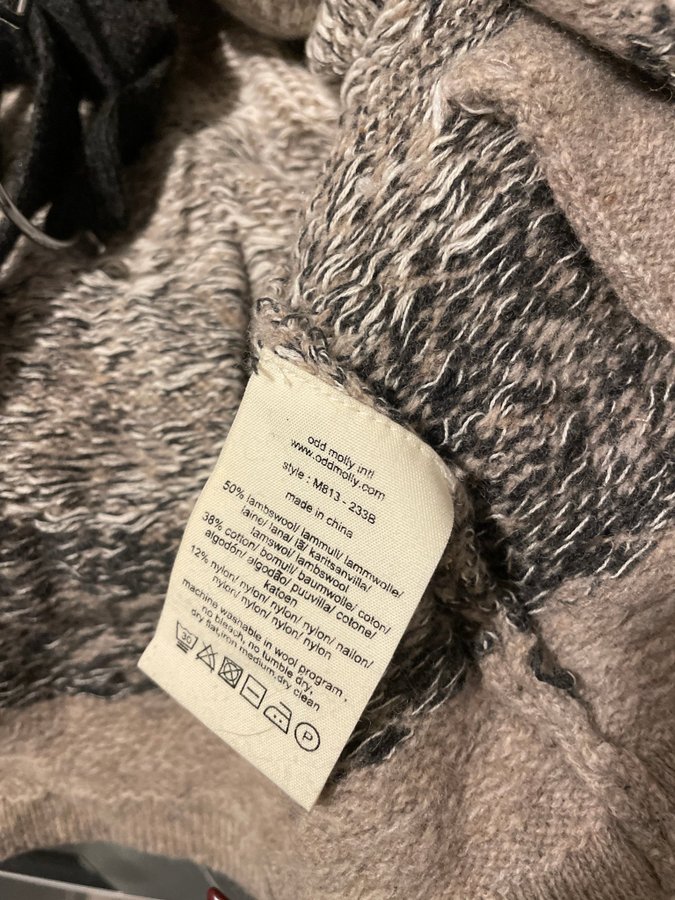 odd molly intl
www.oddmolly.com
style : M813 - 233B
made in china
50% lambswool/ lammull/ lammwolle/
laine/ lana/ lã/ karitsanvilla/
lamswol/ lambswool
38% cotton/ bomull/ baumwolle/ coton/
algodón/ algodão/ puuvilla/ cotone/
katoen
12% nylon/ nylon/ nylon/ nylon/ nailon/
nylon/ nylon/ nylon/ nylon
machine washable in wool program ,
no bleach, no tumble dry,
dry flat,iron medium,dry clean
30 P